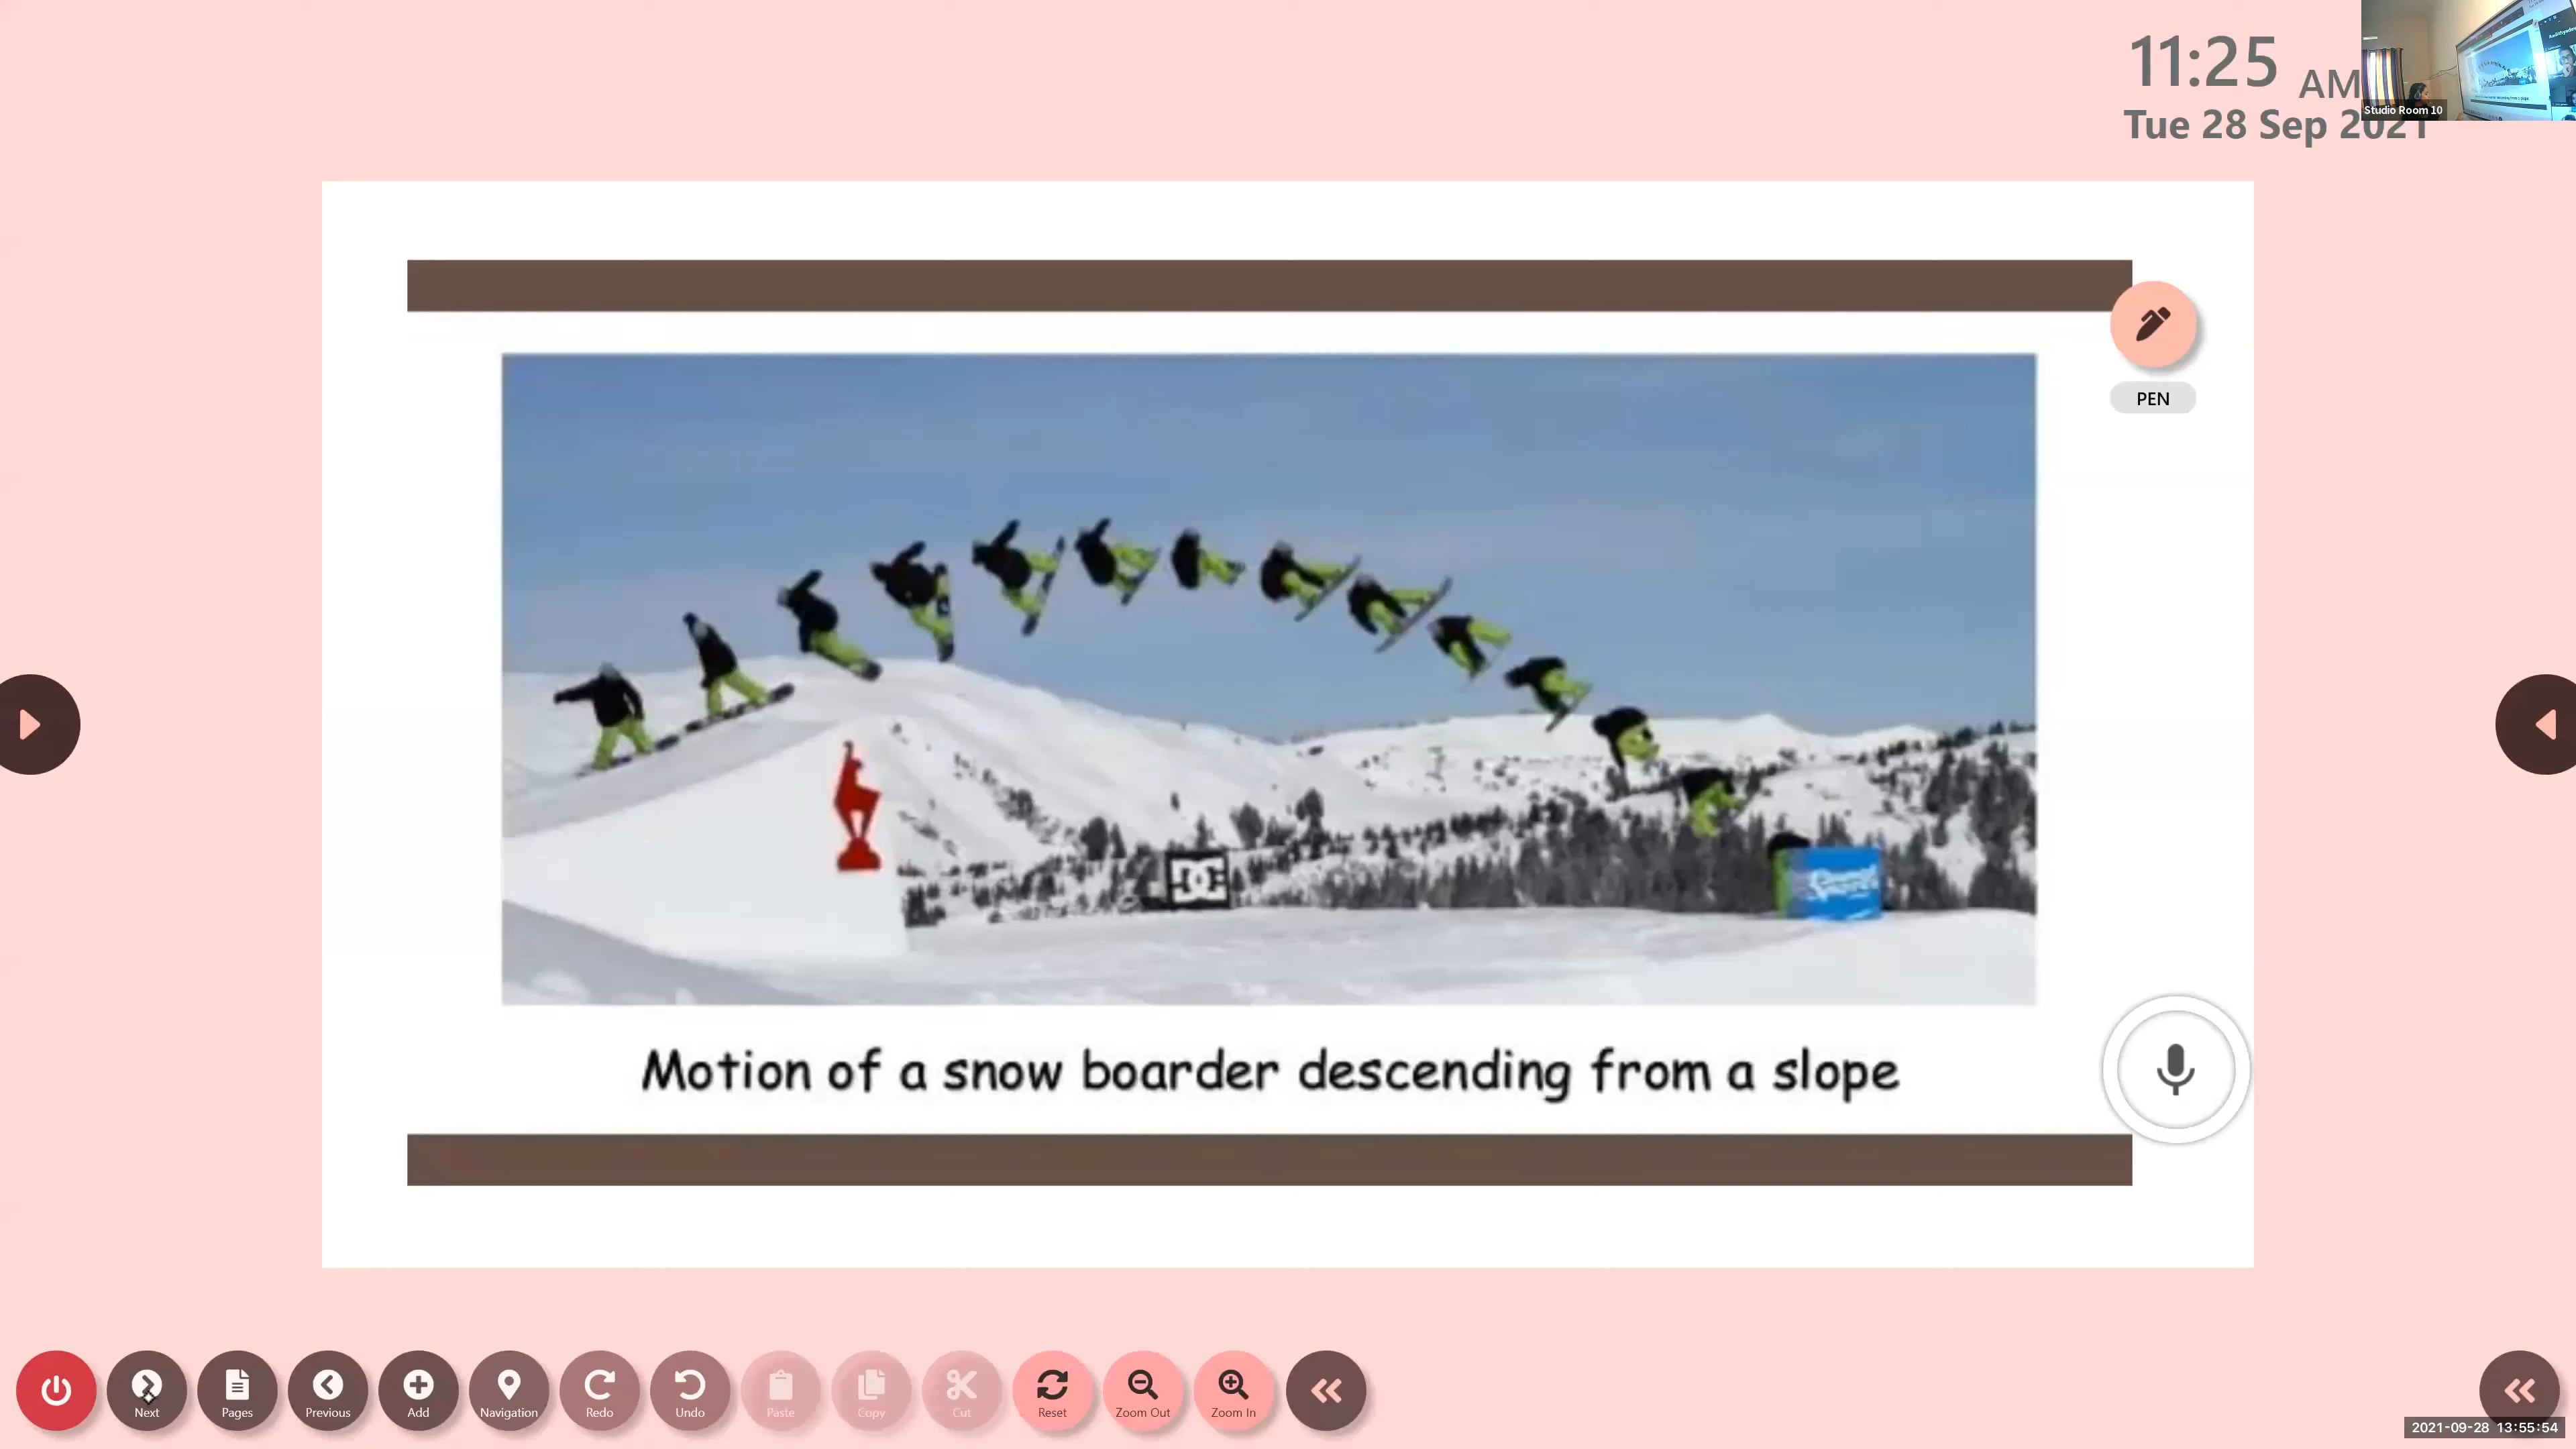 11:25 AM
Tue 28 Sep 2021
Studio Room 10
PEN
DC
Motion of a snow boarder descending from a slope
Next
Pages
Previous
Add
Navigation
Redo
Undo
Paste
Copy
Cut
Reset
Zoom Out
Zoom In
2021-09-28 13:55:54